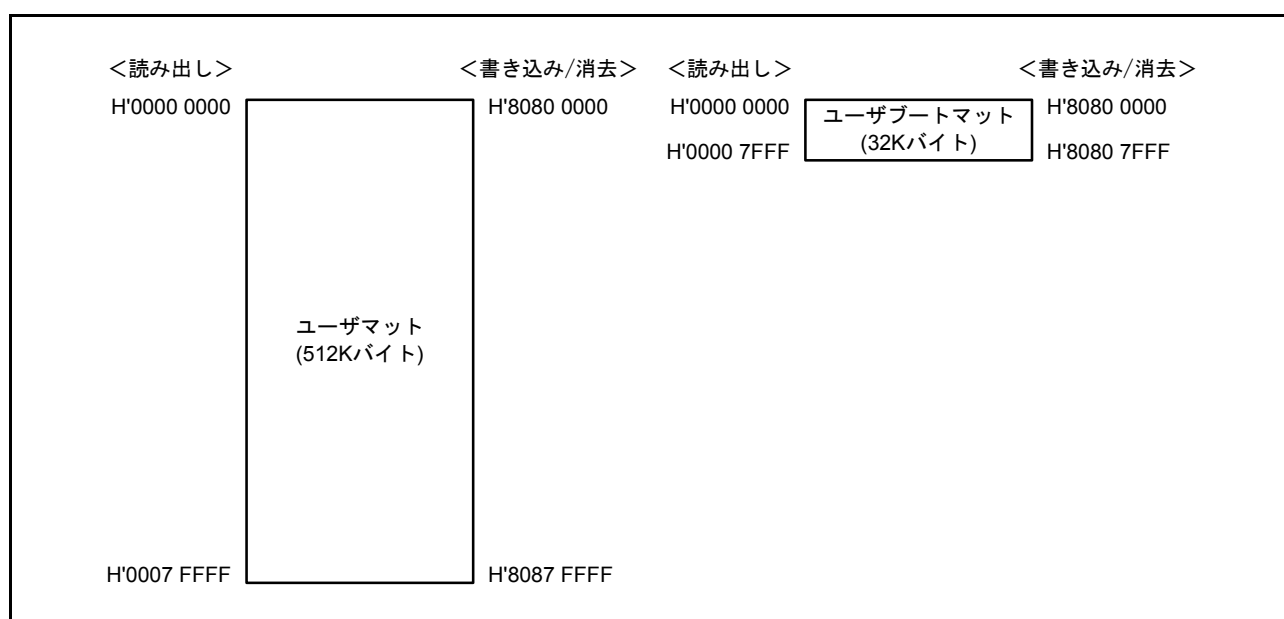 ＜読み出し＞ ＜書き込み/消去＞ ＜読み出し＞ ＜書き込み/消去＞
H'0000 0000 H'8080 0000 H'0000 0000 ユーザブートマット H'8080 0000
H'0000 7FFF (32Kバイト) H'8080 7FFF
ユーザマット
(512Kバイト)
H'0007 FFFF H'8087 FFFF